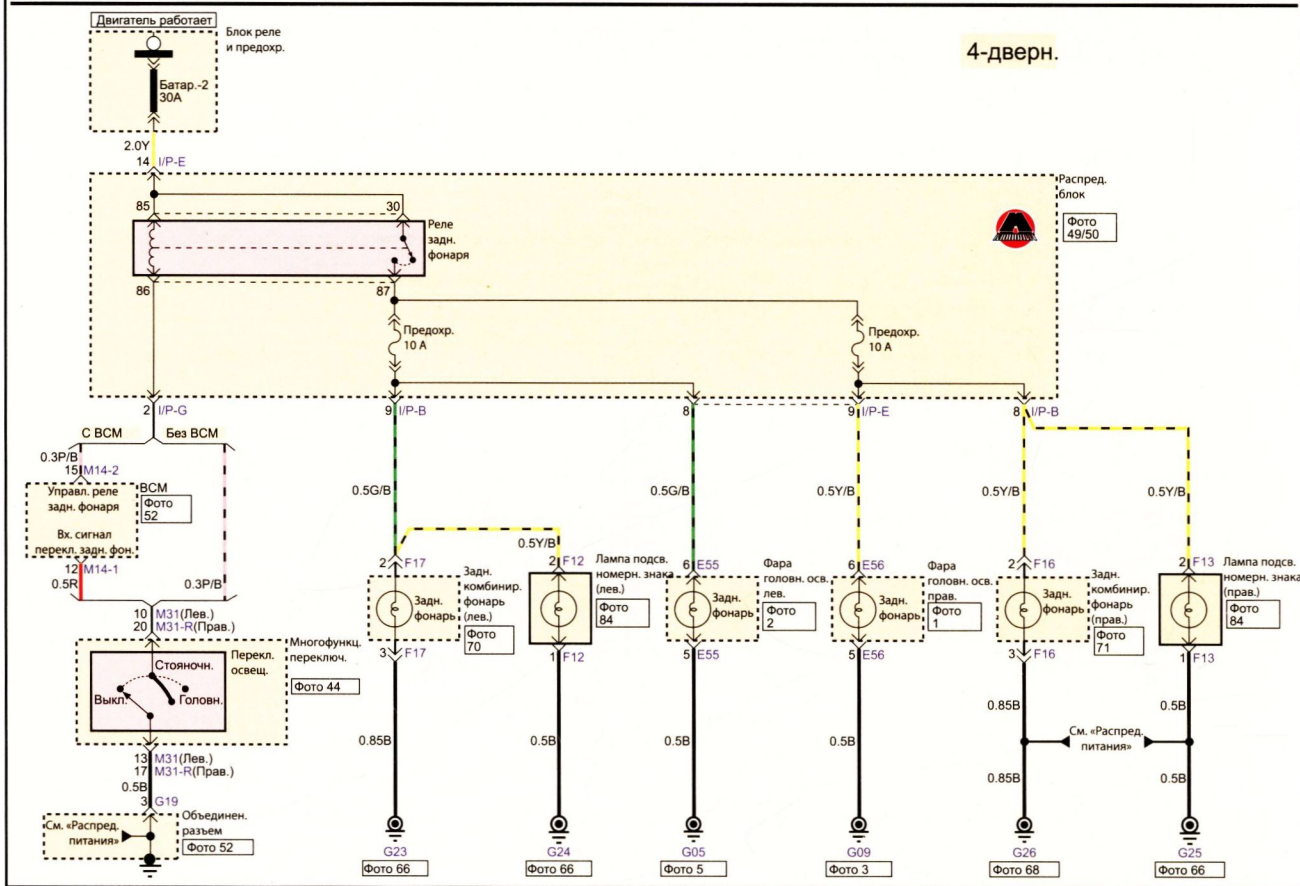 Двигатель работает
Блок реле
и предохр.
4-дверн.
Батар.-2
30А
2.0Y
14 I/P-E
Распред.
блок
Фото
49/50
85
30
Реле
задн.
фонаря
86
87
Предохр.
10 А
Предохр.
10 А
2 I/P-G
9 I/P-B
8
9 I/P-E
8 I/P-B
С ВСМ
Без ВСМ
0.3P/B
15 M14-2
Управл. реле
задн. фонаря
Вх. сигнал
перекл. задн. фон.
ВСМ
Фото
52
12 M14-1
0.5R
0.3P/B
0.5G/B
0.5G/B
0.5Y/B
0.5Y/B
0.5Y/B
0.5Y/B
2 F17
Задн.
фонарь
Задн.
комбинир.
фонарь
(лев.)
Фото
70
3 F17
2 F12
Лампа подсв.
номерн. знака
(лев.)
Фото
84
1 F12
6 E55
Задн.
фонарь
Фара
головн. осв.
лев.
Фото
2
5 E55
6 E56
Задн.
фонарь
Фара
головн. осв.
прав.
Фото
1
5 E56
2 F16
Задн.
фонарь
Задн.
комбинир.
фонарь
(прав.)
Фото
71
3 F16
2 F13
Лампа подсв.
номерн. знака
(прав.)
Фото
84
1 F13
10 M31(Лев.)
20 M31-R(Прав.)
Многофункц.
переключ.
Перекл.
освещ.
Стояночн.
Выкл.
Головн.
Фото 44
13 M31(Лев.)
17 M31-R(Прав.)
0.5B
3 G19
См. «Распред.
питания»
Объединен.
разъем
Фото 52
0.85B
0.5B
0.5B
0.5B
0.85B
0.5B
См. «Распред.
питания»
0.85B
0.5B
G23
Фото 66
G24
Фото 66
G05
Фото 5
G09
Фото 3
G26
Фото 68
G25
Фото 66